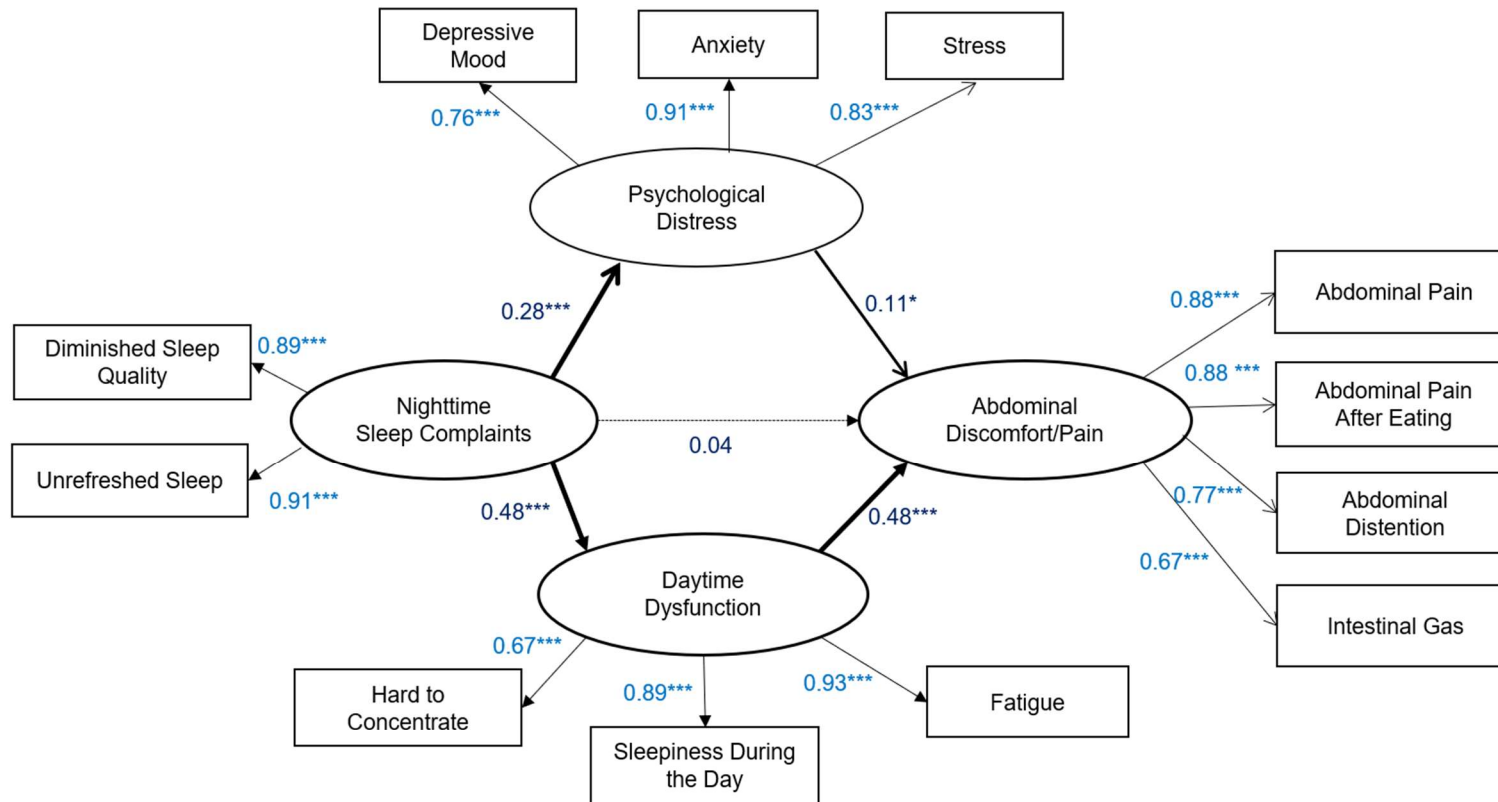 Depressive
Mood
Anxiety
Stress
0.76***
0.91***
0.83***
Psychological
Distress
0.28***
0.11*
Diminished Sleep
Quality
0.89***
Unrefreshed Sleep
0.91***
Nighttime
Sleep Complaints
0.04
Abdominal
Discomfort/Pain
0.88***
Abdominal Pain
0.88 ***
Abdominal Pain
After Eating
0.77***
Abdominal
Distention
0.67***
Intestinal Gas
0.48***
0.48***
Daytime
Dysfunction
0.67***
0.89***
0.93***
Hard to
Concentrate
Sleepiness During
the Day
Fatigue